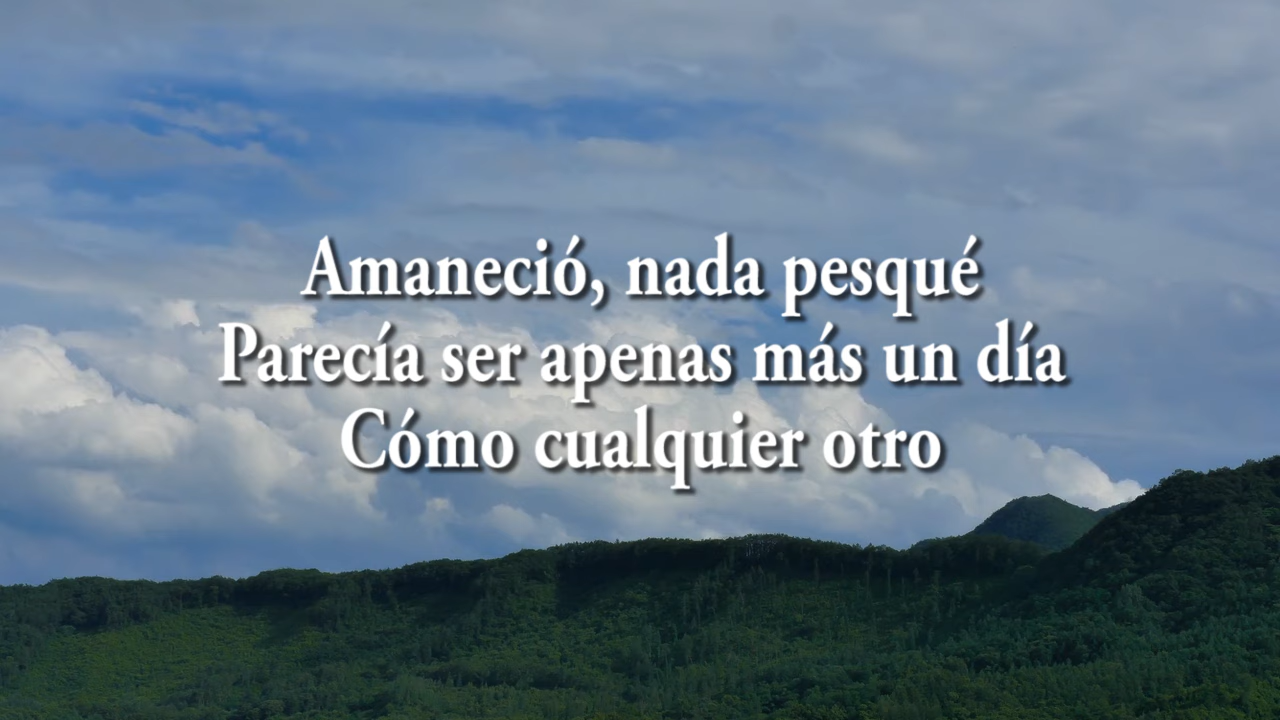 Amaneció, nada pesqué
Parecía ser apenas más un día
Cómo cualquier otro